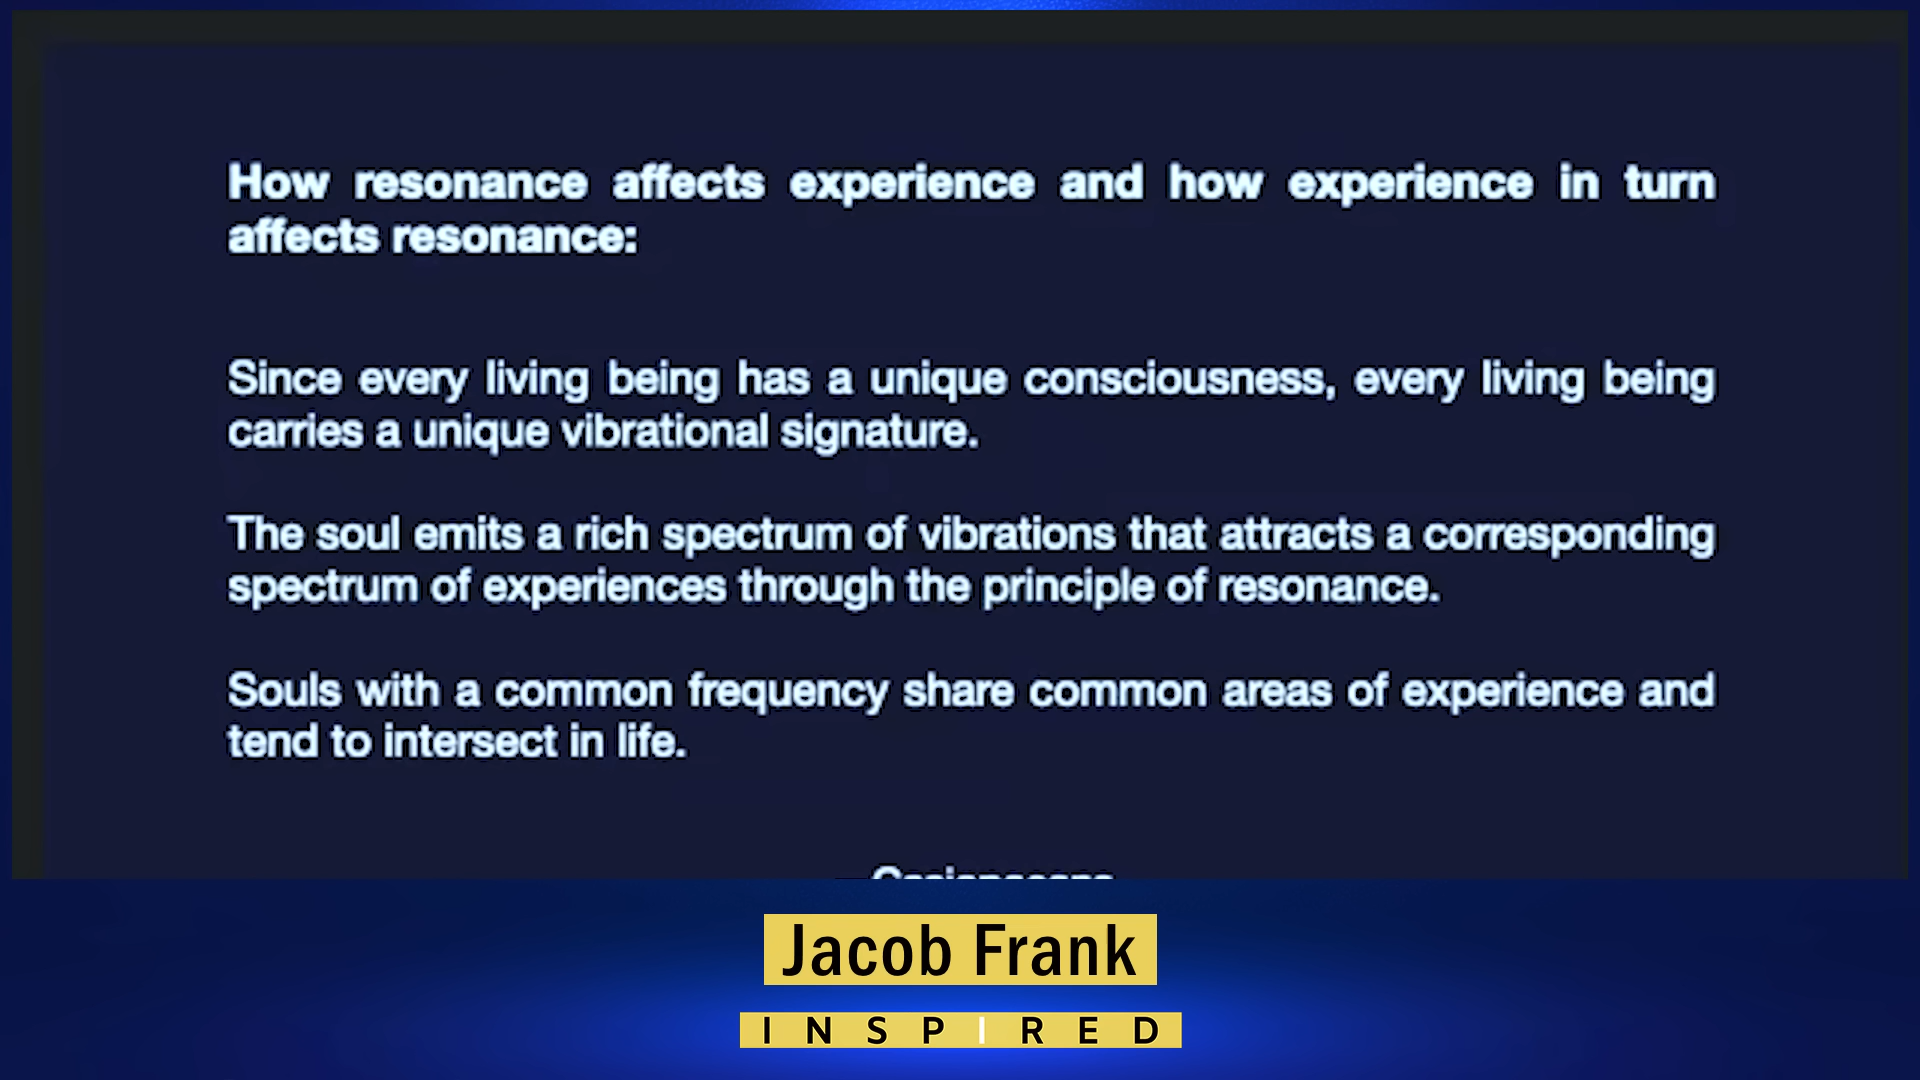 How resonance affects experience and how experience in turn
affects resonance:
Since every living being has a unique consciousness, every living being
carries a unique vibrational signature.
The soul emits a rich spectrum of vibrations that attracts a corresponding
spectrum of experiences through the principle of resonance.
Souls with a common frequency share common areas of experience and
tend to intersect in life.
Jacob Frank
INSPIRED